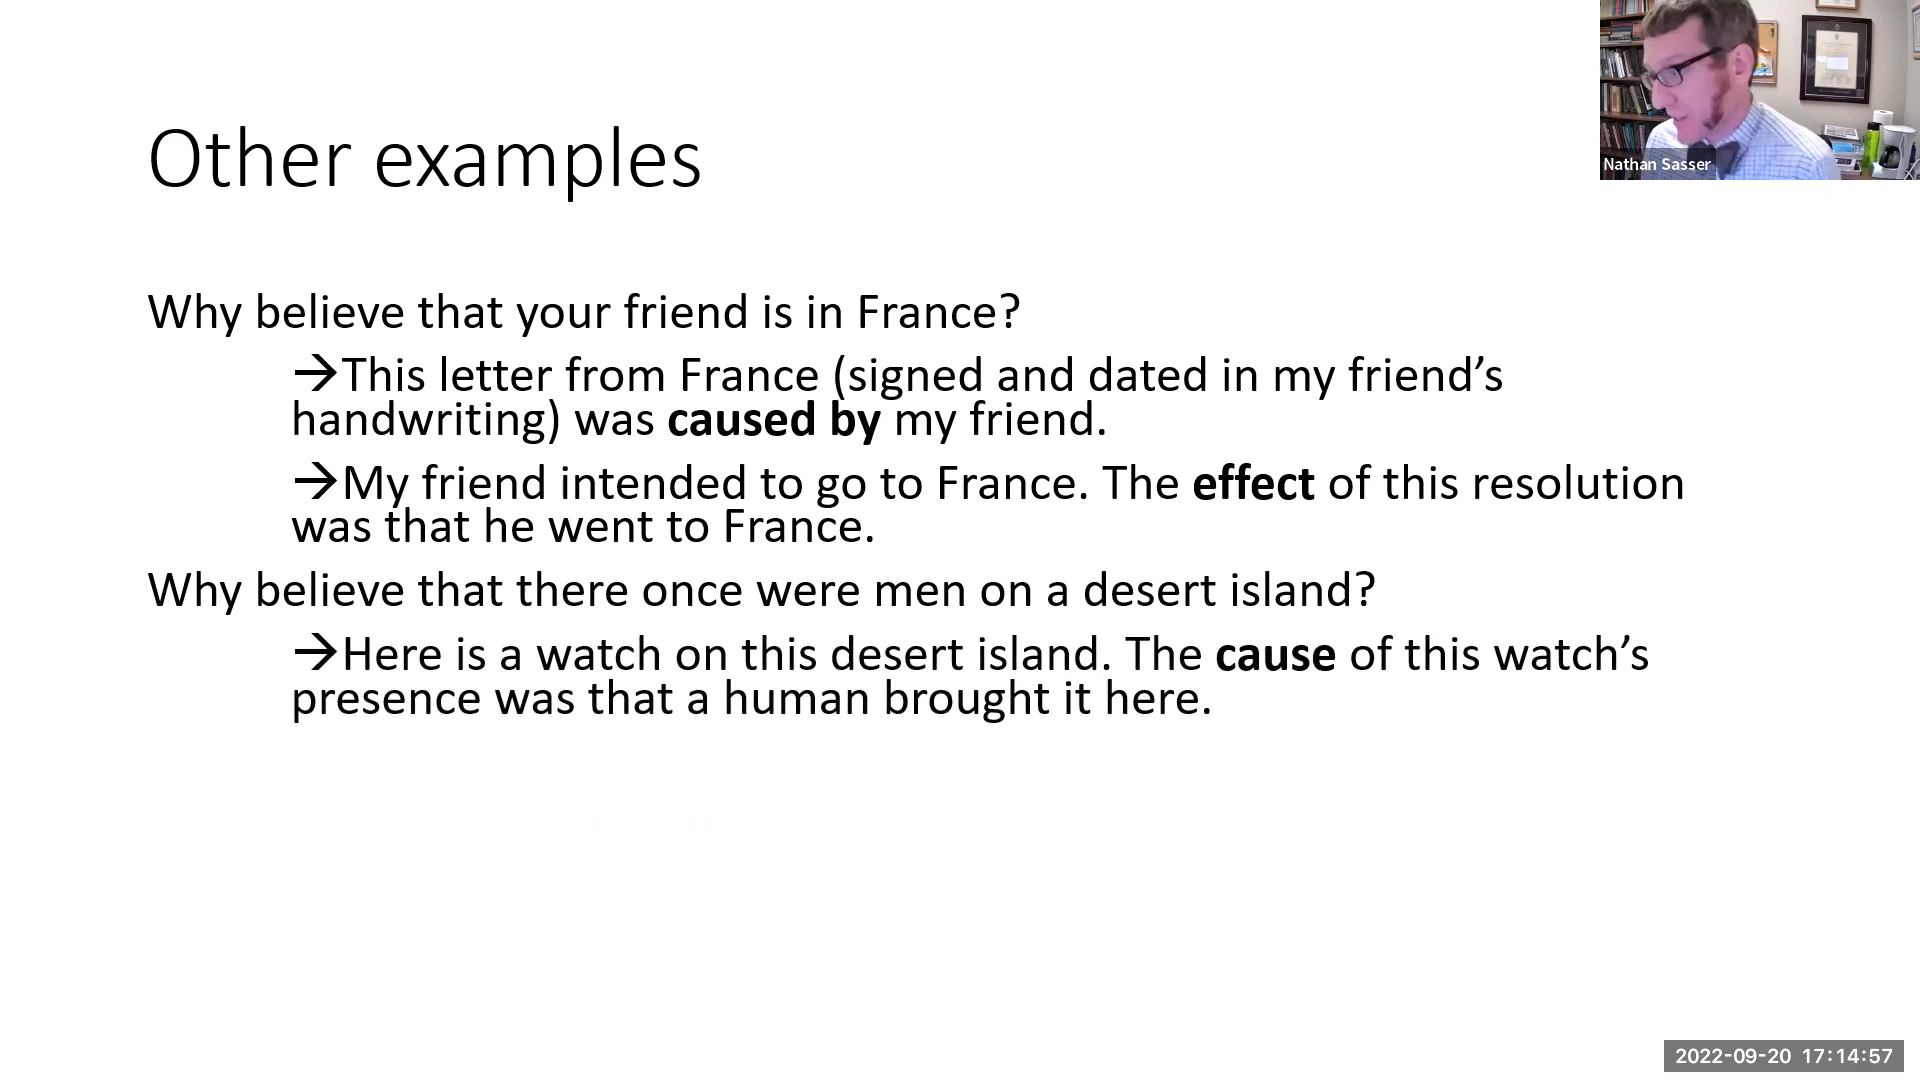 Other examples
Nathan Sasser
Why believe that your friend is in France?
→This letter from France (signed and dated in my friend’s
handwriting) was caused by my friend.
→My friend intended to go to France. The effect of this resolution
was that he went to France.
Why believe that there once were men on a desert island?
→Here is a watch on this desert island. The cause of this watch’s
presence was that a human brought it here.
2022-09-20 17:14:57